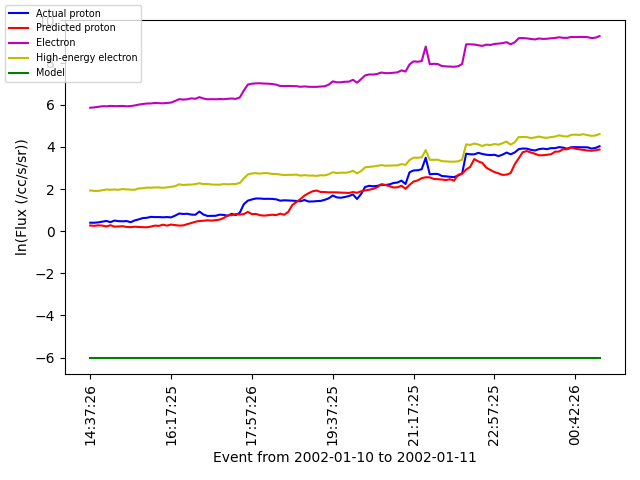 Actual proton
Predicted proton
Electron
High-energy electron
Model
6
4
2
0
−2
−4
−6
ln(Flux (/cc/s/sr))
14:37:26
16:17:25
17:57:26
19:37:25
21:17:25
22:57:25
00:42:26
Event from 2002-01-10 to 2002-01-11